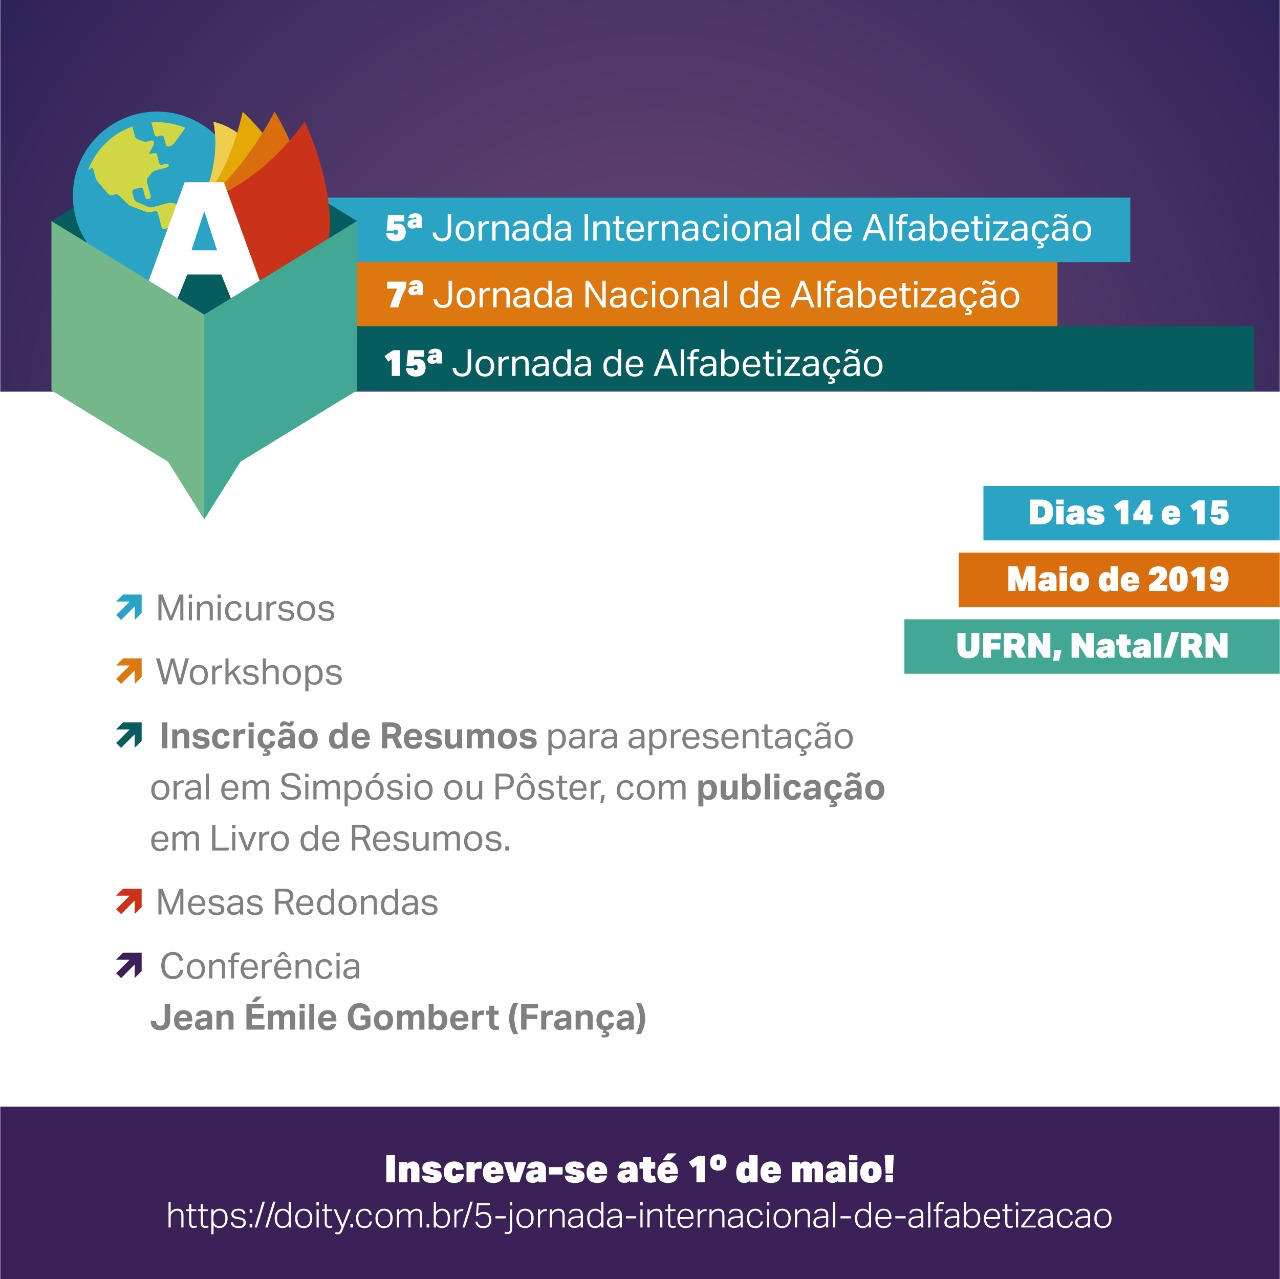 A
5ª Jornada Internacional de Alfabetização
7ª Jornada Nacional de Alfabetização
15ª Jornada de Alfabetização
Dias 14 e 15
Maio de 2019
UFRN, Natal/RN
Minicursos
Workshops
Inscrição de Resumos para apresentação
oral em Simpósio ou Pôster, com publicação
em Livro de Resumos.
Mesas Redondas
Conferência
Jean Émile Gombert (França)
Inscreva-se até 1º de maio!
https://doity.com.br/5-jornada-internacional-de-alfabetizacao